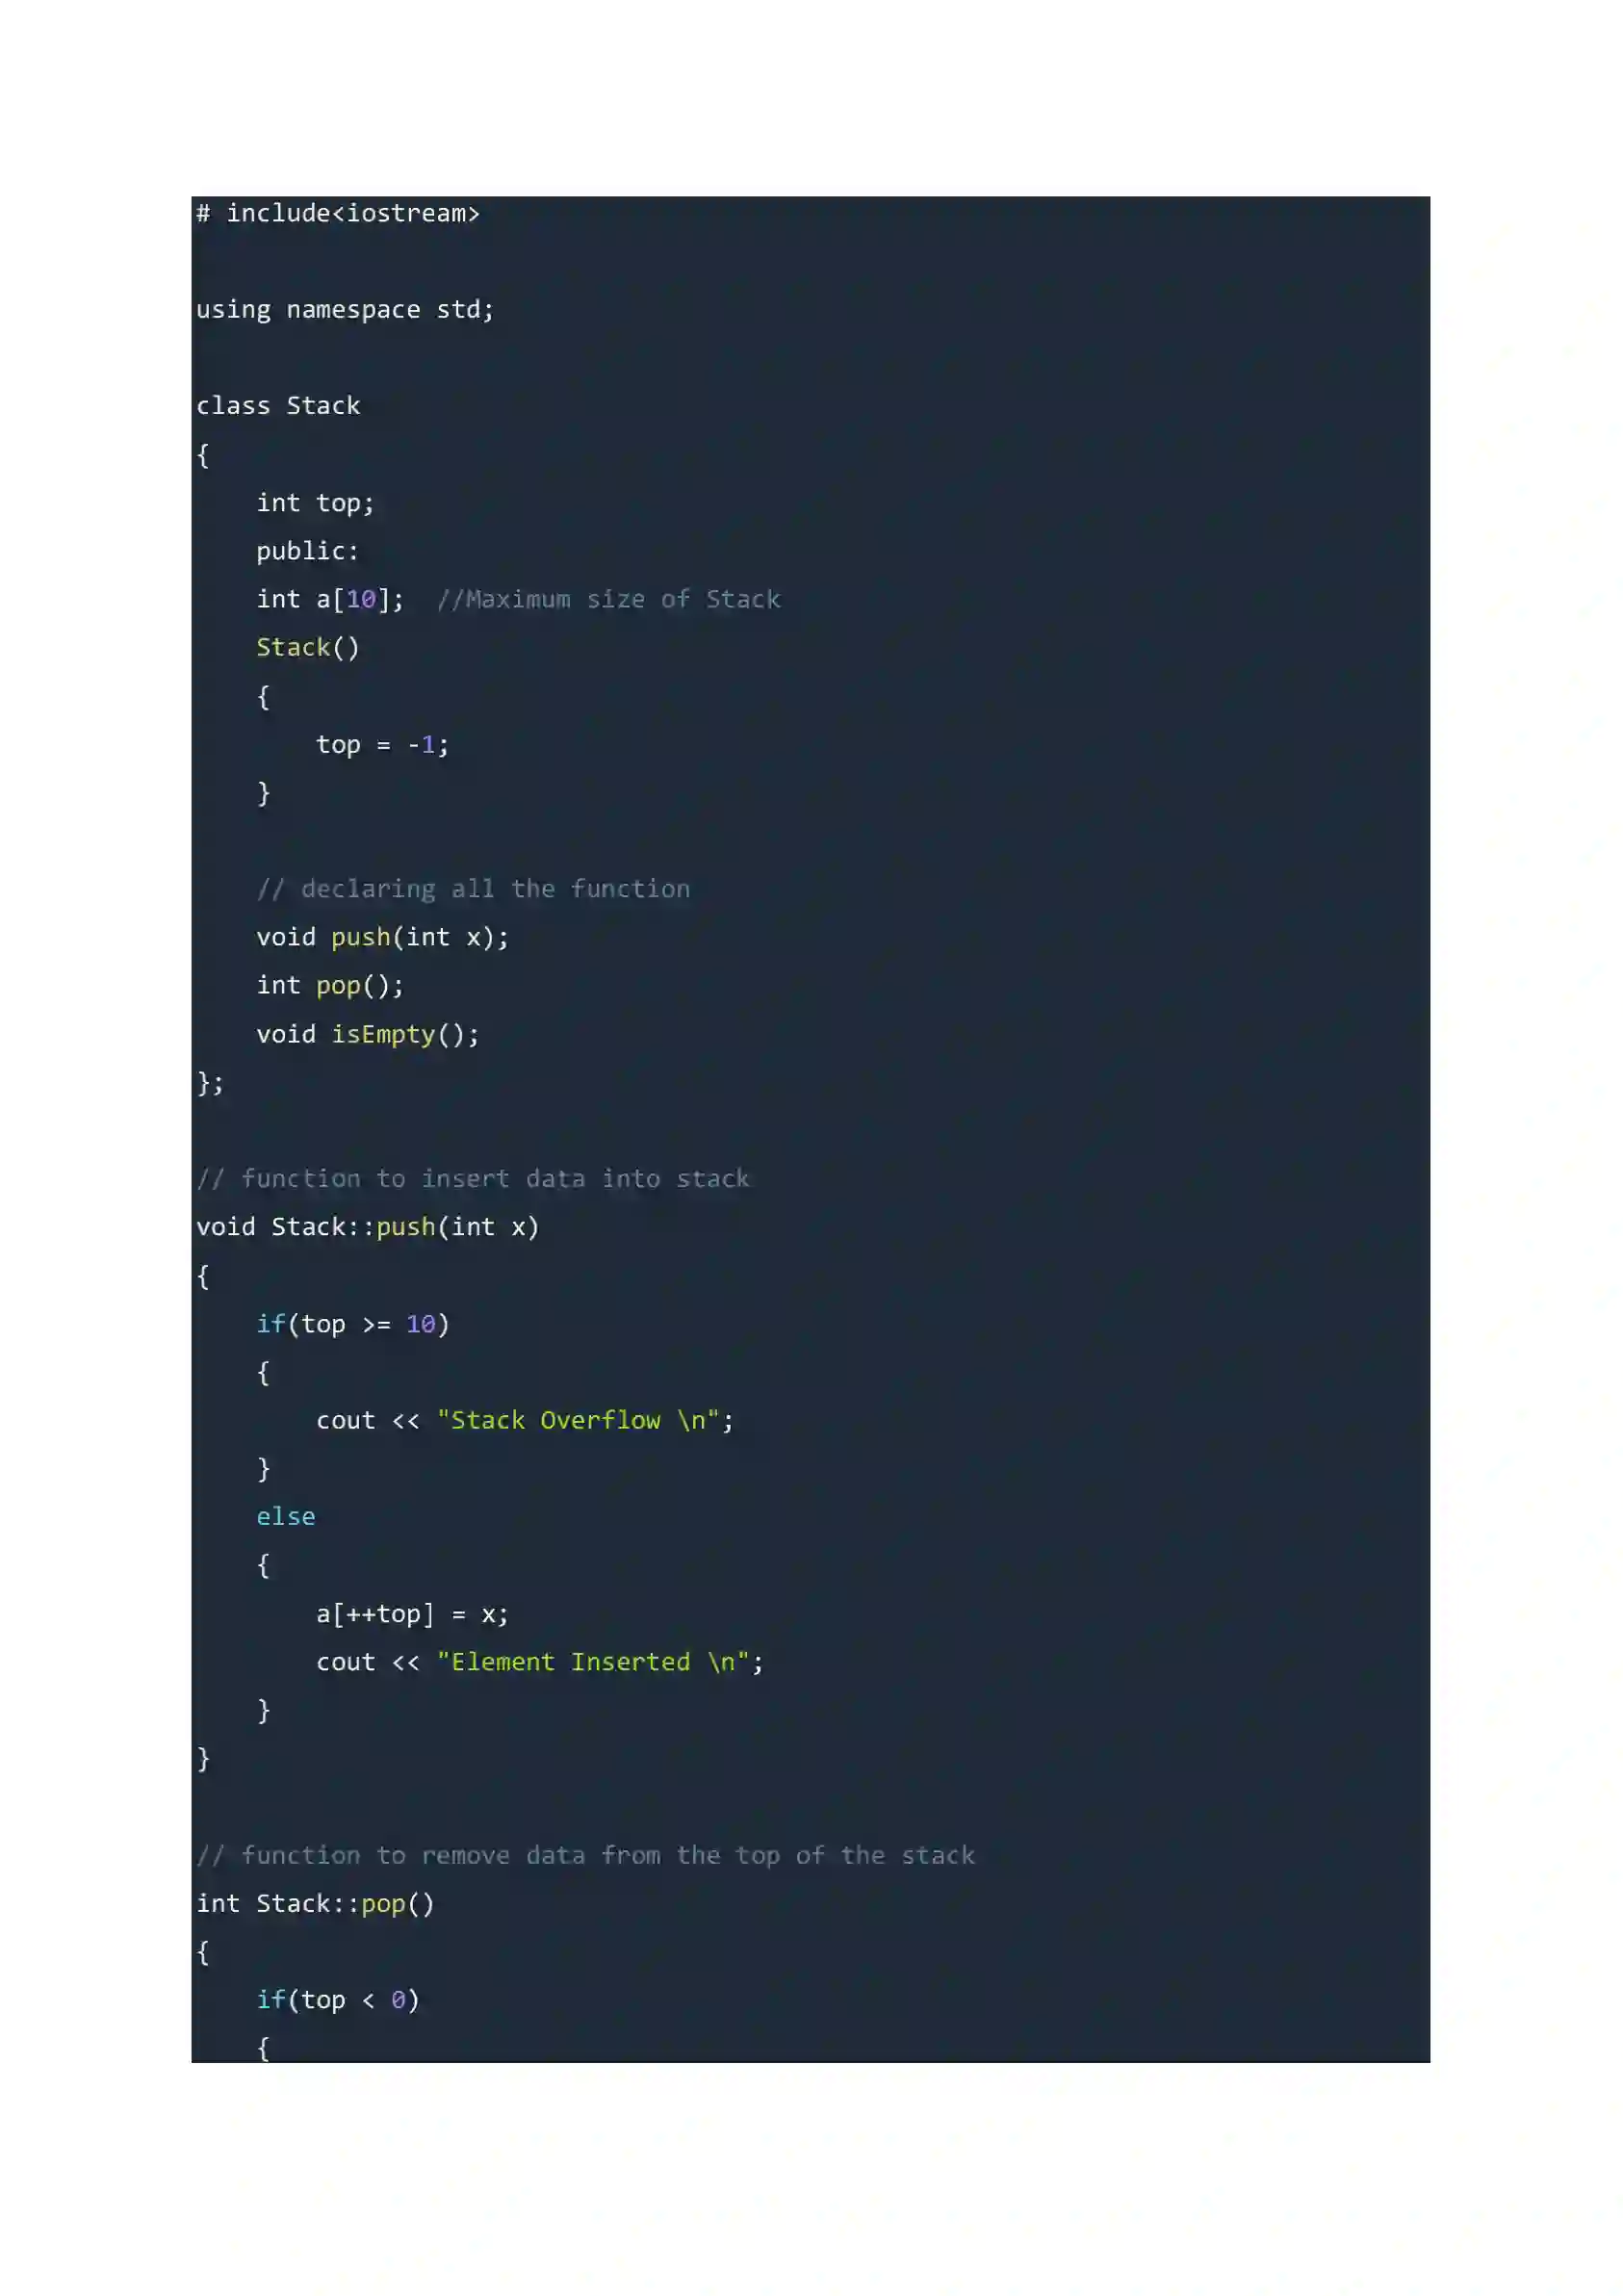 # include<iostream>
using namespace std;
class Stack
{
    int top;
    public:
    int a[10];  //Maximum size of Stack
    Stack()
    {
        top = -1;
    }
    // declaring all the function
    void push(int x);
    int pop();
    void isEmpty();
};
// function to insert data into stack
void Stack::push(int x)
{
    if(top >= 10)
    {
        cout << "Stack Overflow \n";
    }
    else
    {
        a[++top] = x;
        cout << "Element Inserted \n";
    }
}
// function to remove data from the top of the stack
int Stack::pop()
{
    if(top < 0)
    {